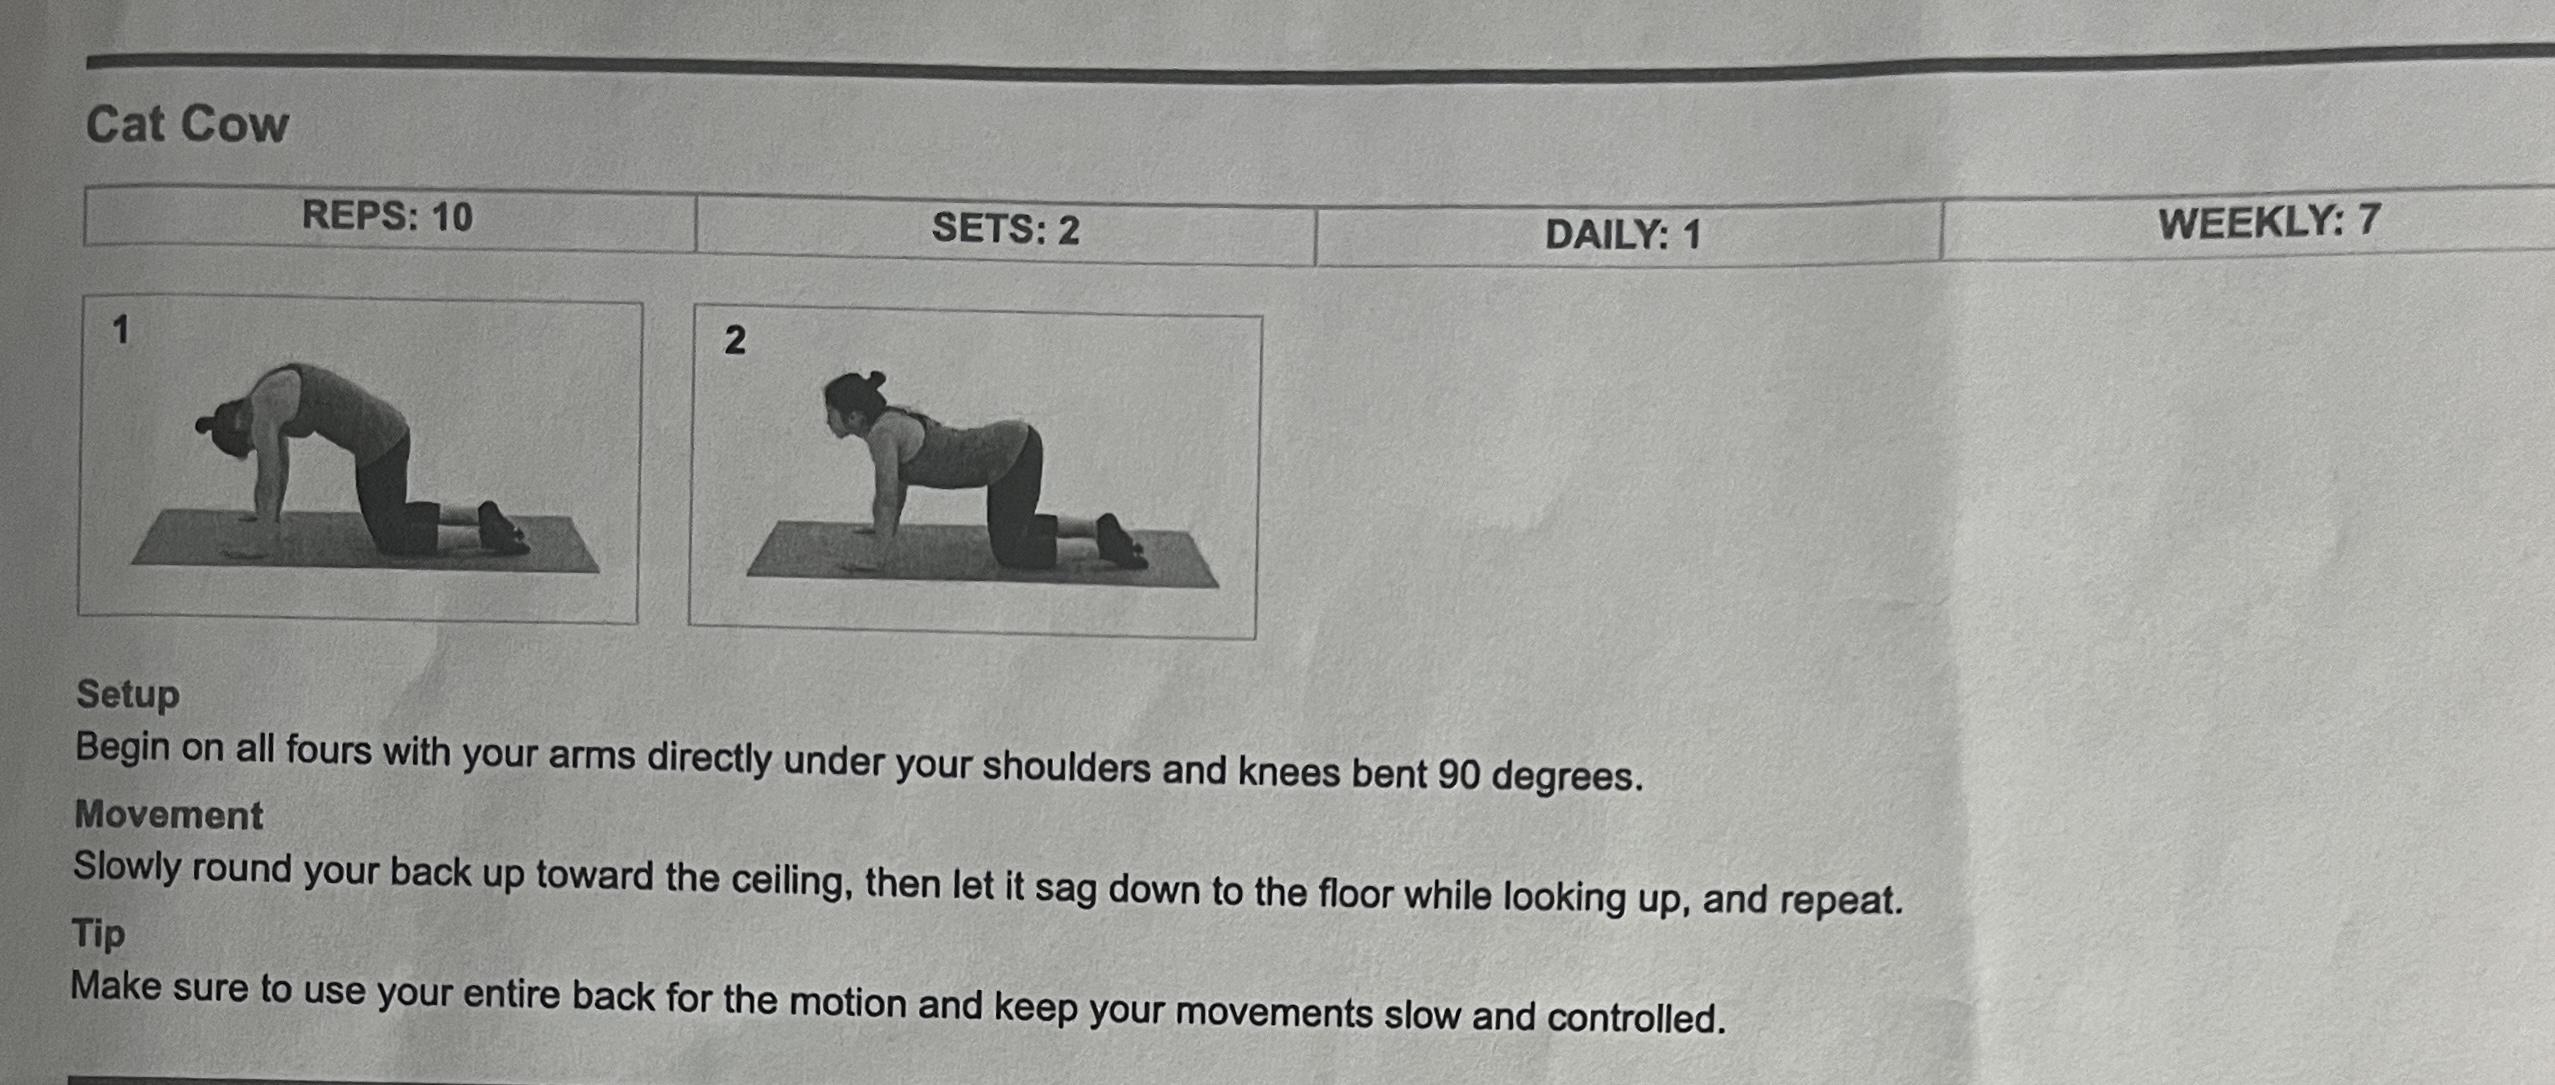 Cat Cow
REPS: 10
SETS: 2
DAILY: 1
WEEKLY: 7
1
2
Setup
Begin on all fours with your arms directly under your shoulders and knees bent 90 degrees.
Movement
Slowly round your back up toward the ceiling, then let it sag down to the floor while looking up, and repeat.
Tip
Make sure to use your entire back for the motion and keep your movements slow and controlled.